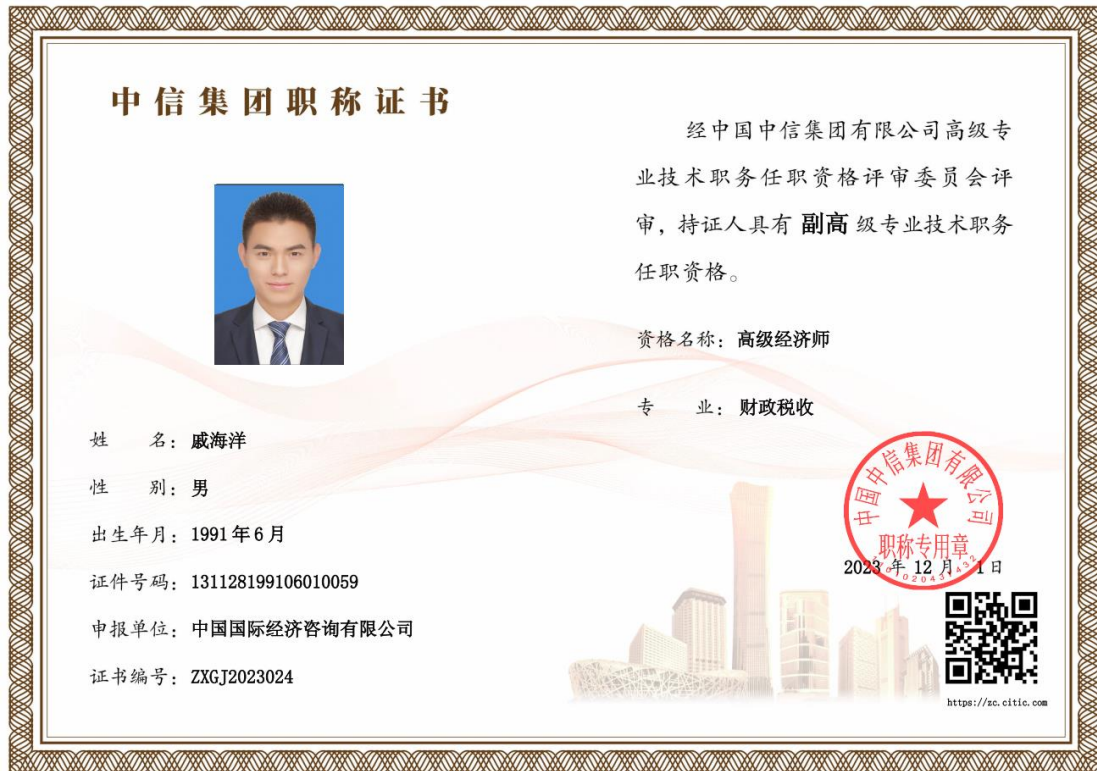 中信集团职称证书
经中国中信集团有限公司高级专
业技术职务任职资格评审委员会评
审，持证人具有 副高 级专业技术职务
任职资格。
资格名称：高级经济师
专 业：财政税收
姓 名：戚海洋
性 别：男
出生年月：1991年6月
证件号码：131128199106010059
申报单位：中国国际经济咨询有限公司
证书编号：ZXGJ2023024
中国中信集团有限公司
职称专用章
2023 年 12 月 1 日
https://zc.citic.com